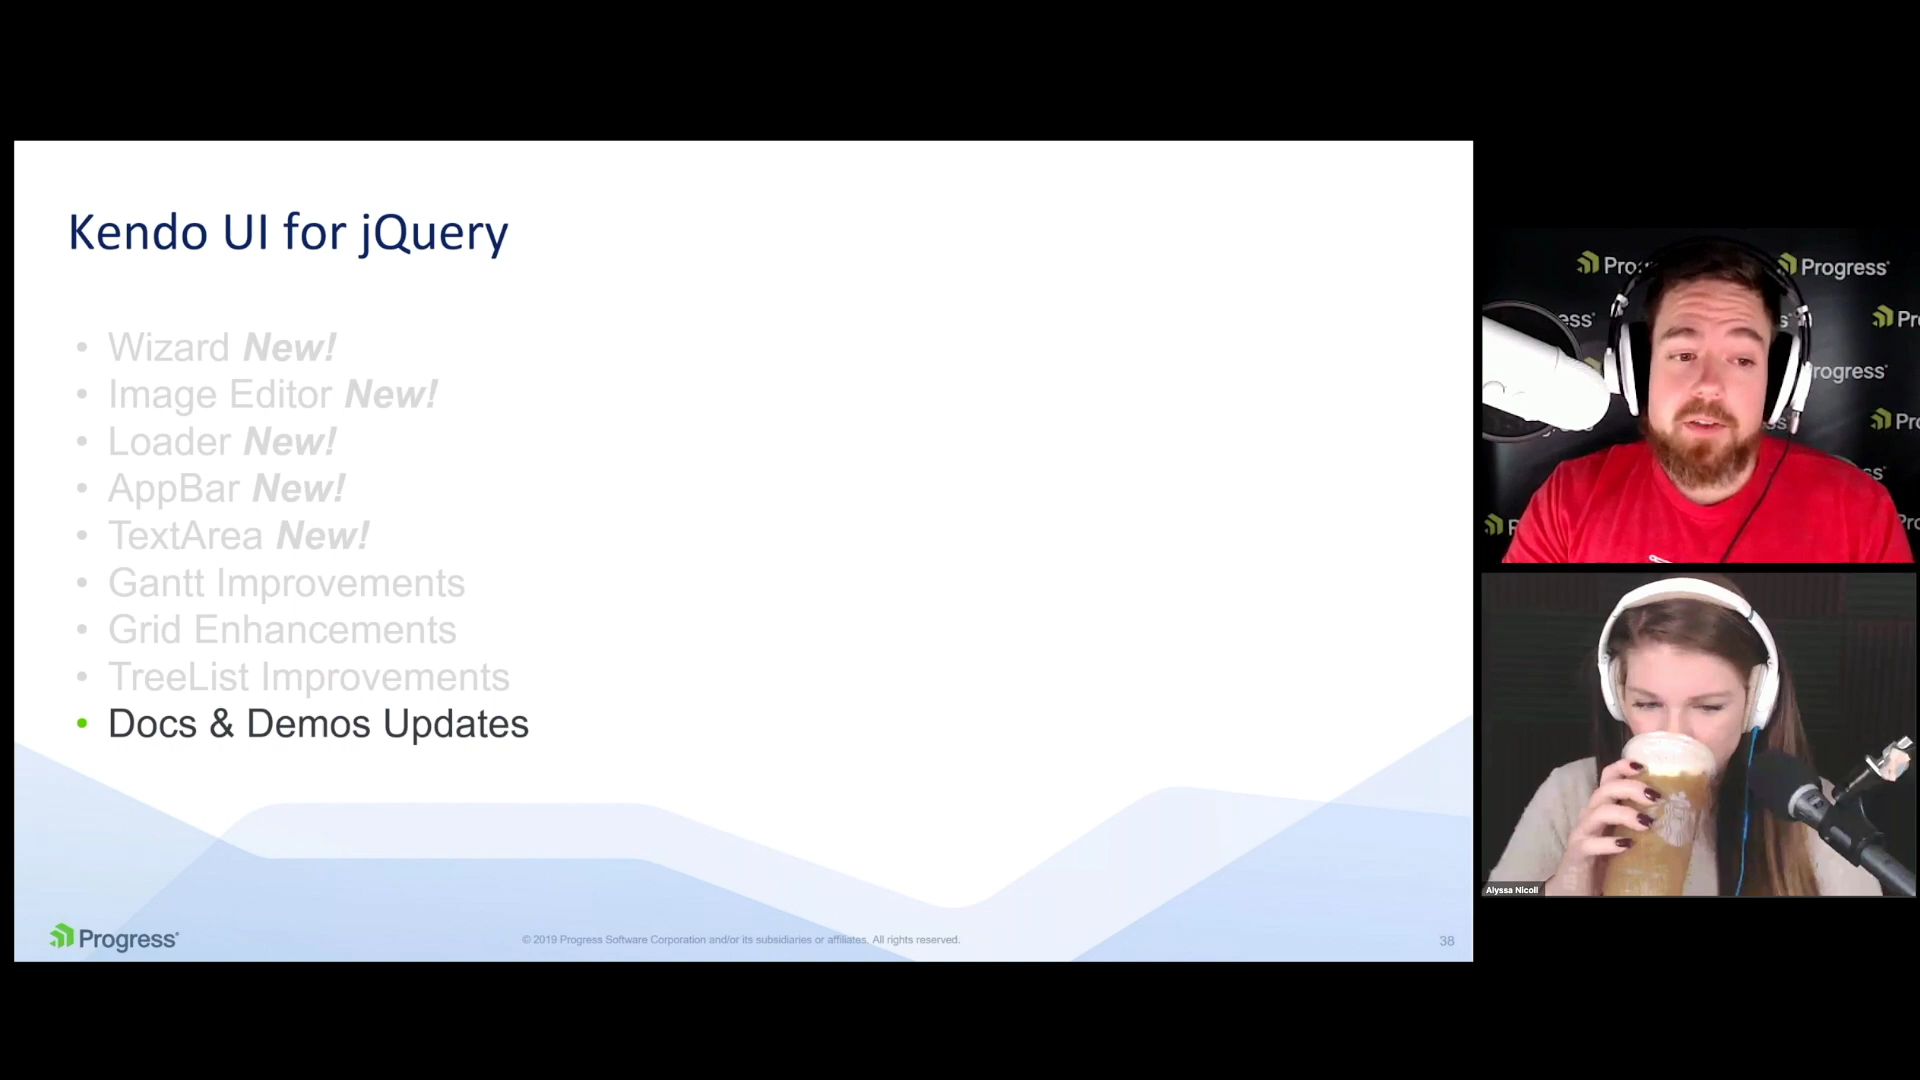 Kendo UI for jQuery
• Wizard New!
• Image Editor New!
• Loader New!
• AppBar New!
• TextArea New!
• Gantt Improvements
• Grid Enhancements
• TreeList Improvements
• Docs & Demos Updates
Progress
© 2019 Progress Software Corporation and/or its subsidiaries or affiliates. All rights reserved.
38
Progress
Alyssa Nicoll